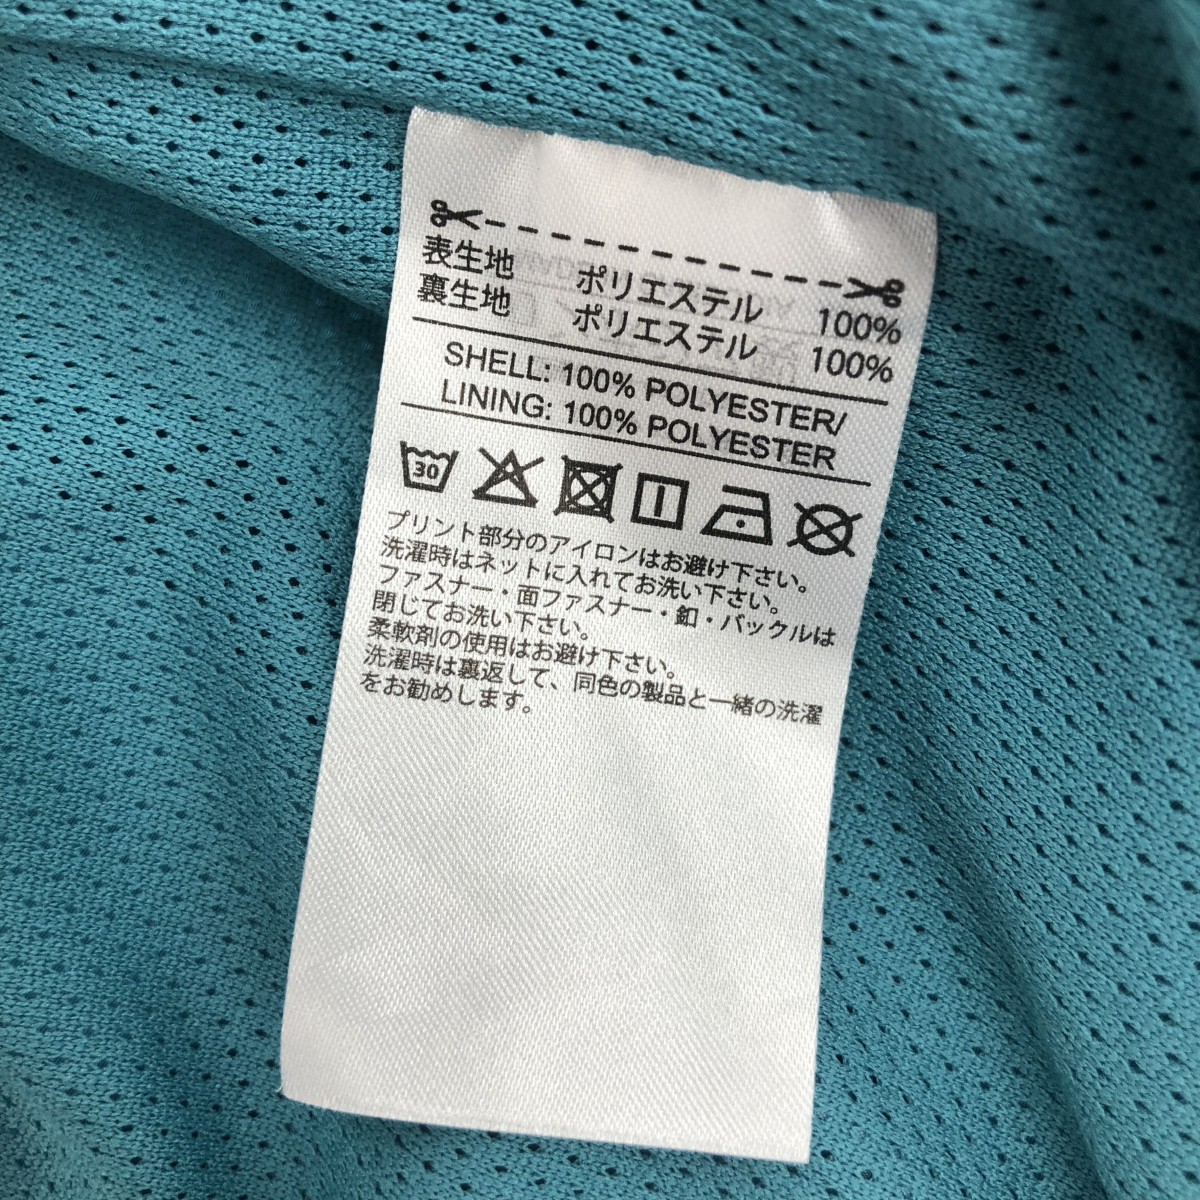 表生地 ポリエステル 100%
裏生地 ポリエステル 100%
SHELL: 100% POLYESTER/
LINING: 100% POLYESTER
30
プリント部分のアイロンはお避け下さい。
洗濯時はネットに入れてお洗い下さい。
ファスナー・面ファスナー・釦・バックルは
閉じてお洗い下さい。
柔軟剤の使用はお避け下さい。
洗濯時は裏返して、同色の製品と一緒の洗濯
をお勧めします。